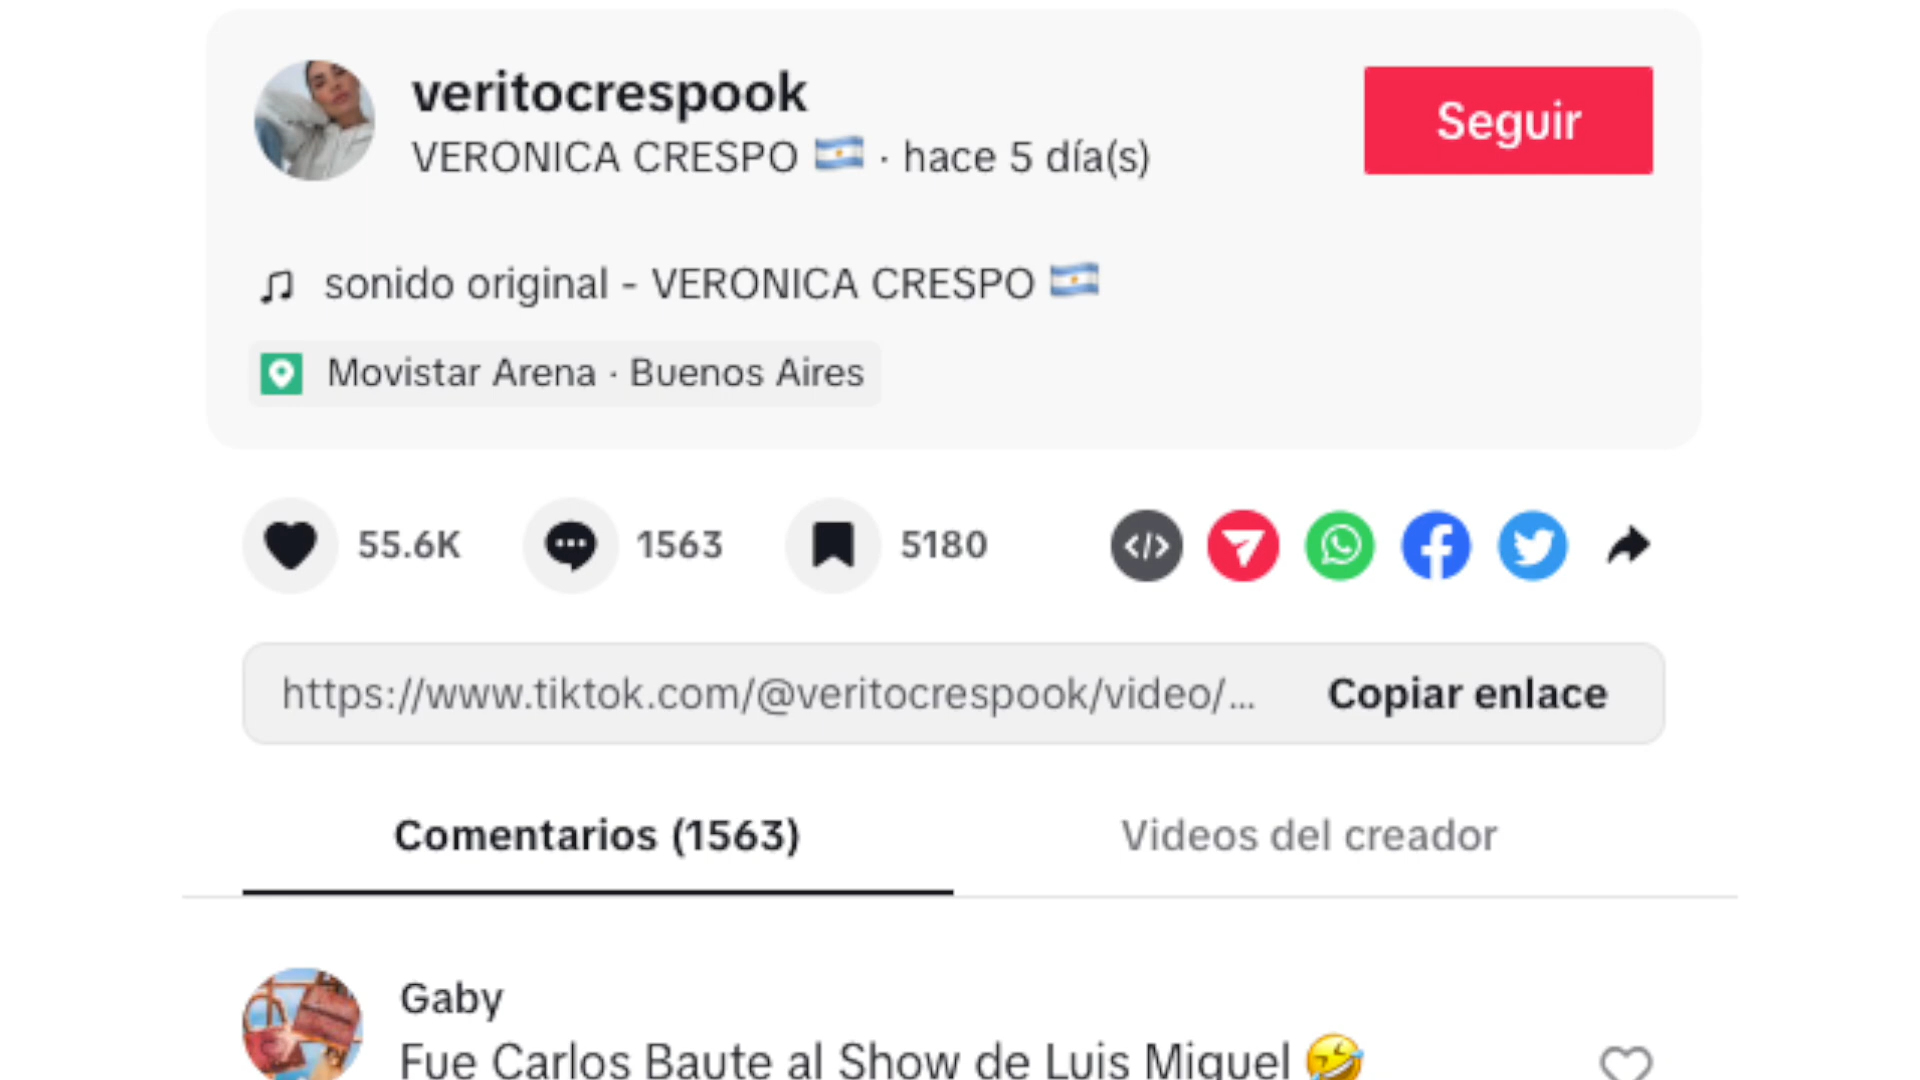 veritocrespook
VERONICA CRESPO 🇦🇷 · hace 5 día(s)
Seguir
sonido original - VERONICA CRESPO 🇦🇷
Movistar Arena · Buenos Aires
55.6K 1563 5180
https://www.tiktok.com/@veritocrespook/video/... Copiar enlace
Comentarios (1563) Videos del creador
Gaby
Fue Carlos Baute al Show de Luis Miguel 🤣